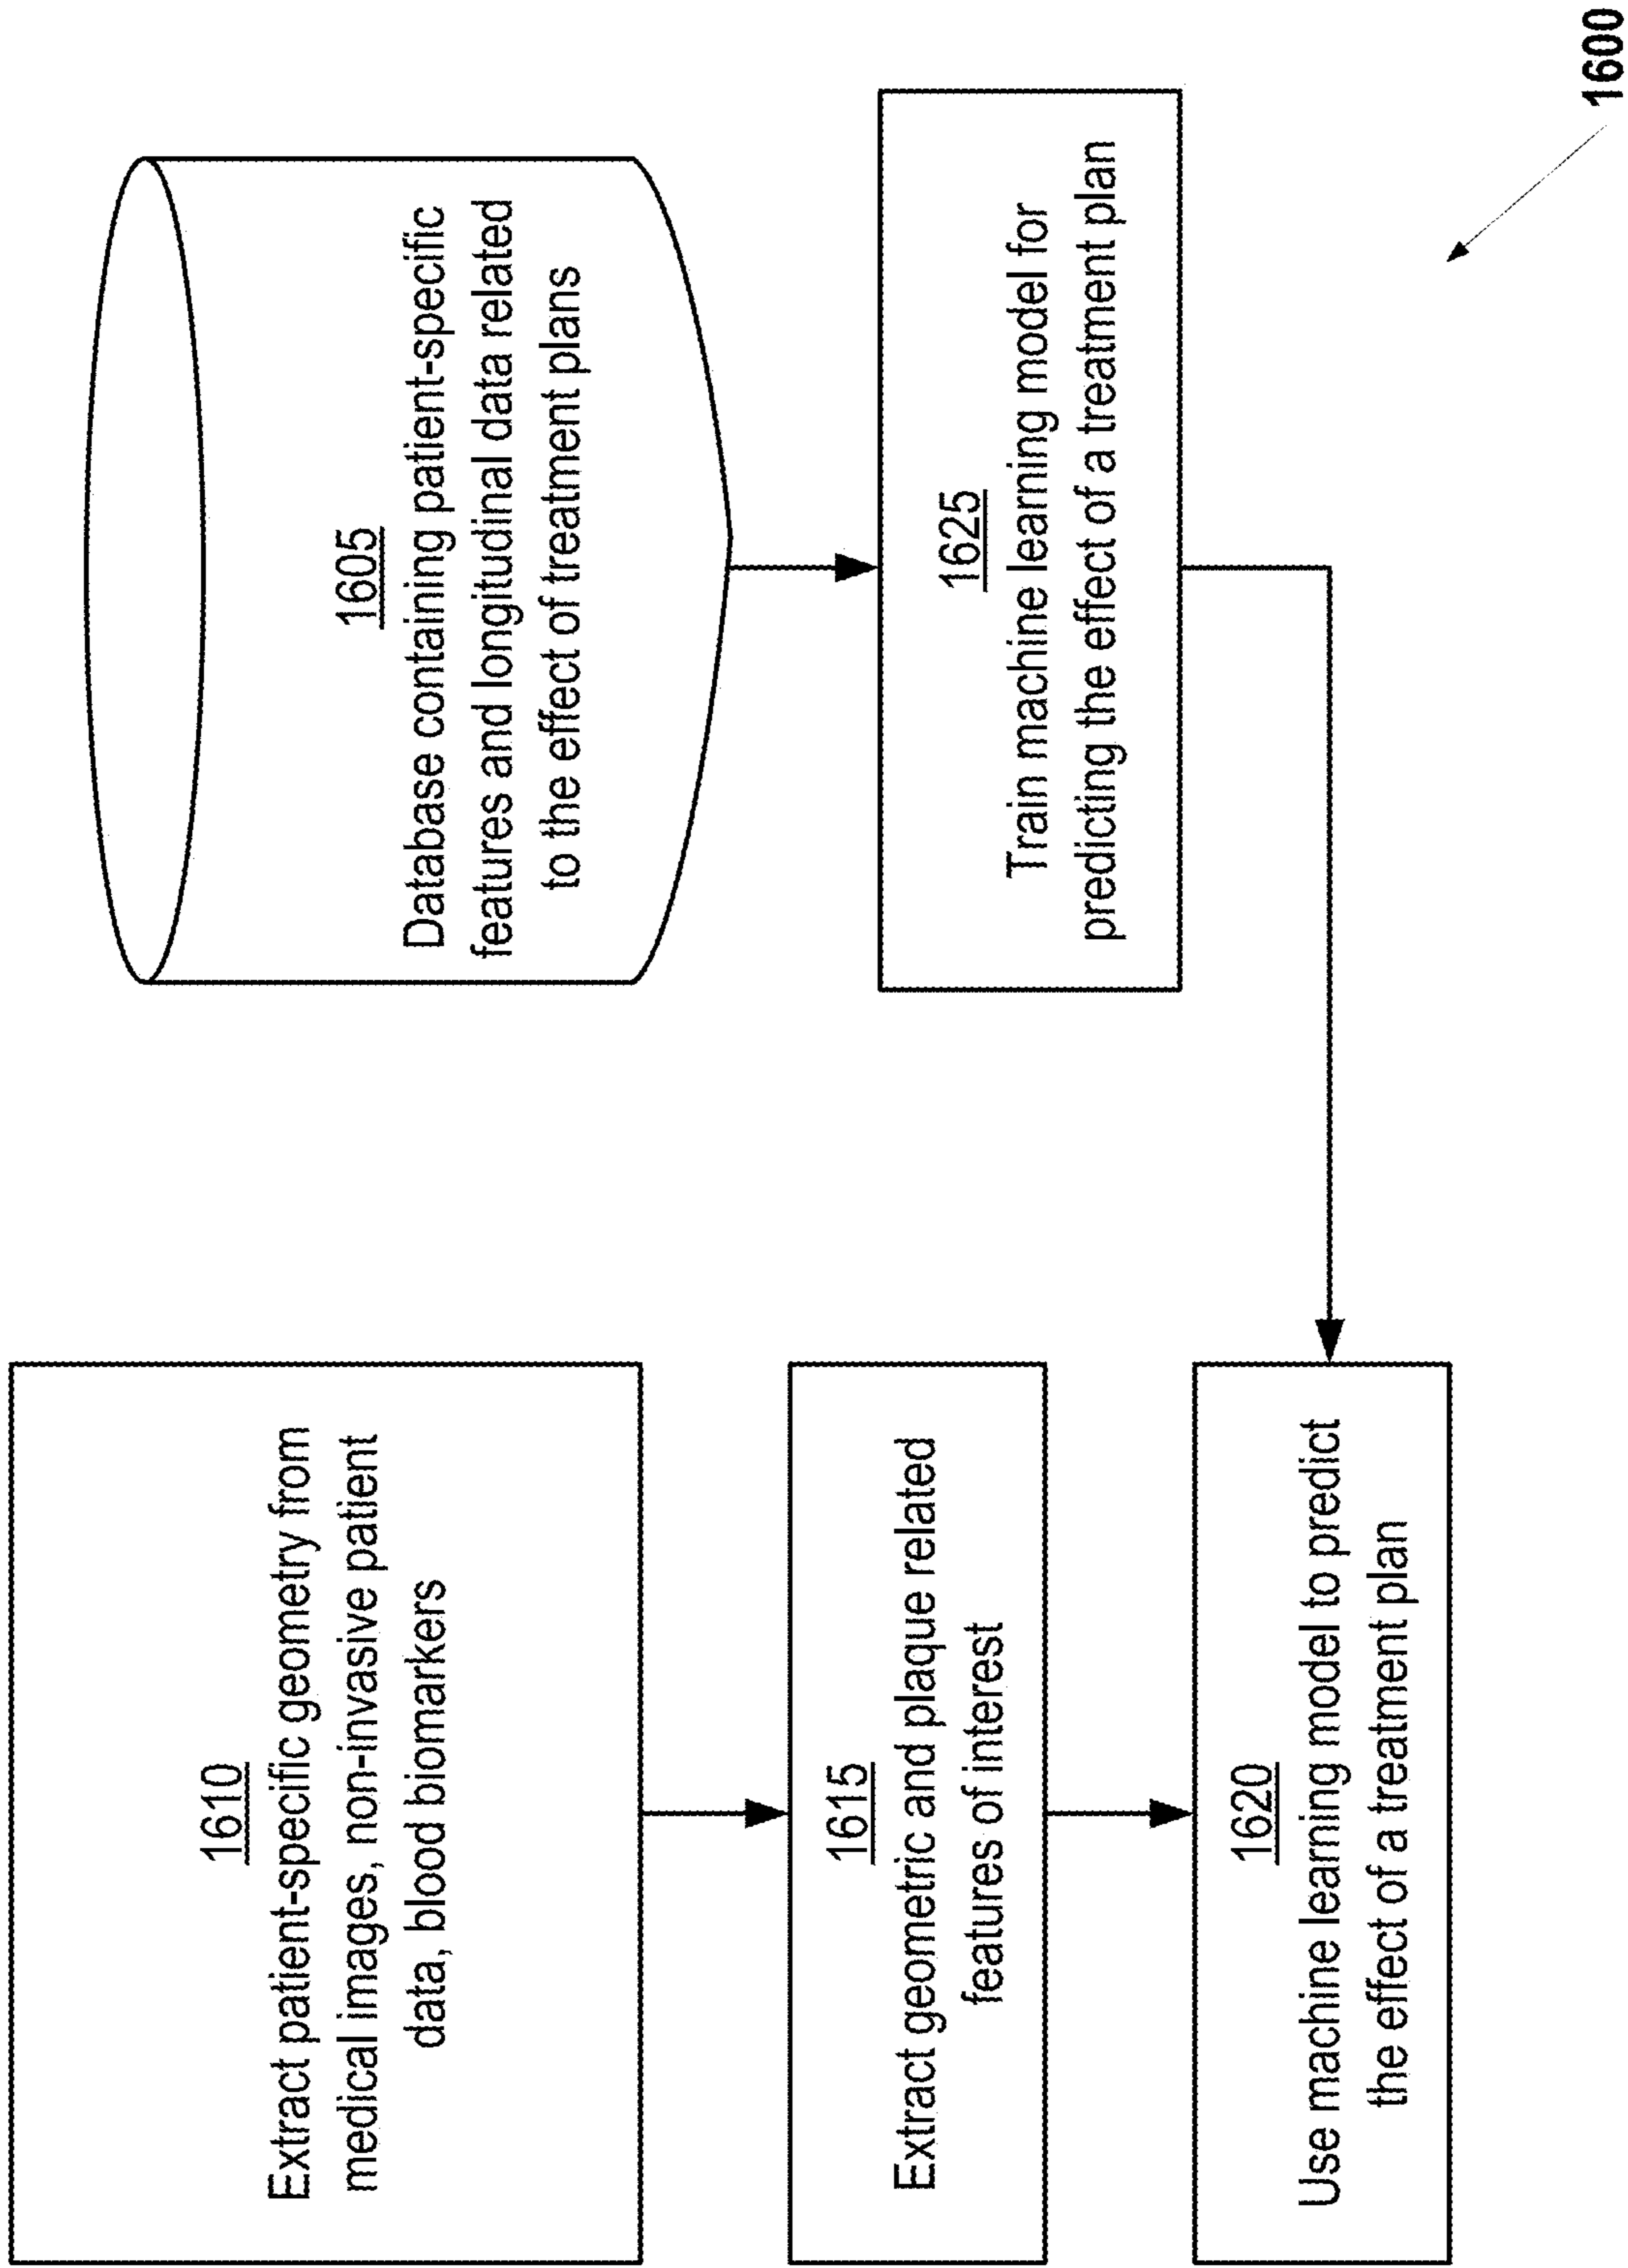 1610
Extract patient-specific geometry from
medical images, non-invasive patient
data, blood biomarkers
1615
Extract geometric and plaque related
features of interest
1620
Use machine learning model to predict
the effect of a treatment plan
1605
Database containing patient-specific
features and longitudinal data related
to the effect of treatment plans
1625
Train machine learning model for
predicting the effect of a treatment plan
1600